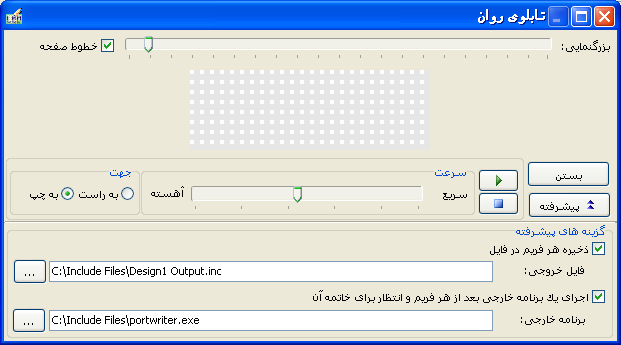 تابلوی روان
بزرگنمایی:
خطوط صفحه
بستن
پیشرفته
سرعت
سریع
آهسته
جهت
به راست
به چپ
گزینه های پیشرفته
ذخیره هر فریم در فایل
فایل خروجی:
C:\Include Files\Design1 Output.inc
...
اجرای یك برنامه خارجی بعد از هر فریم و انتظار برای خاتمه آن
برنامه خارجی:
C:\Include Files\portwriter.exe
...